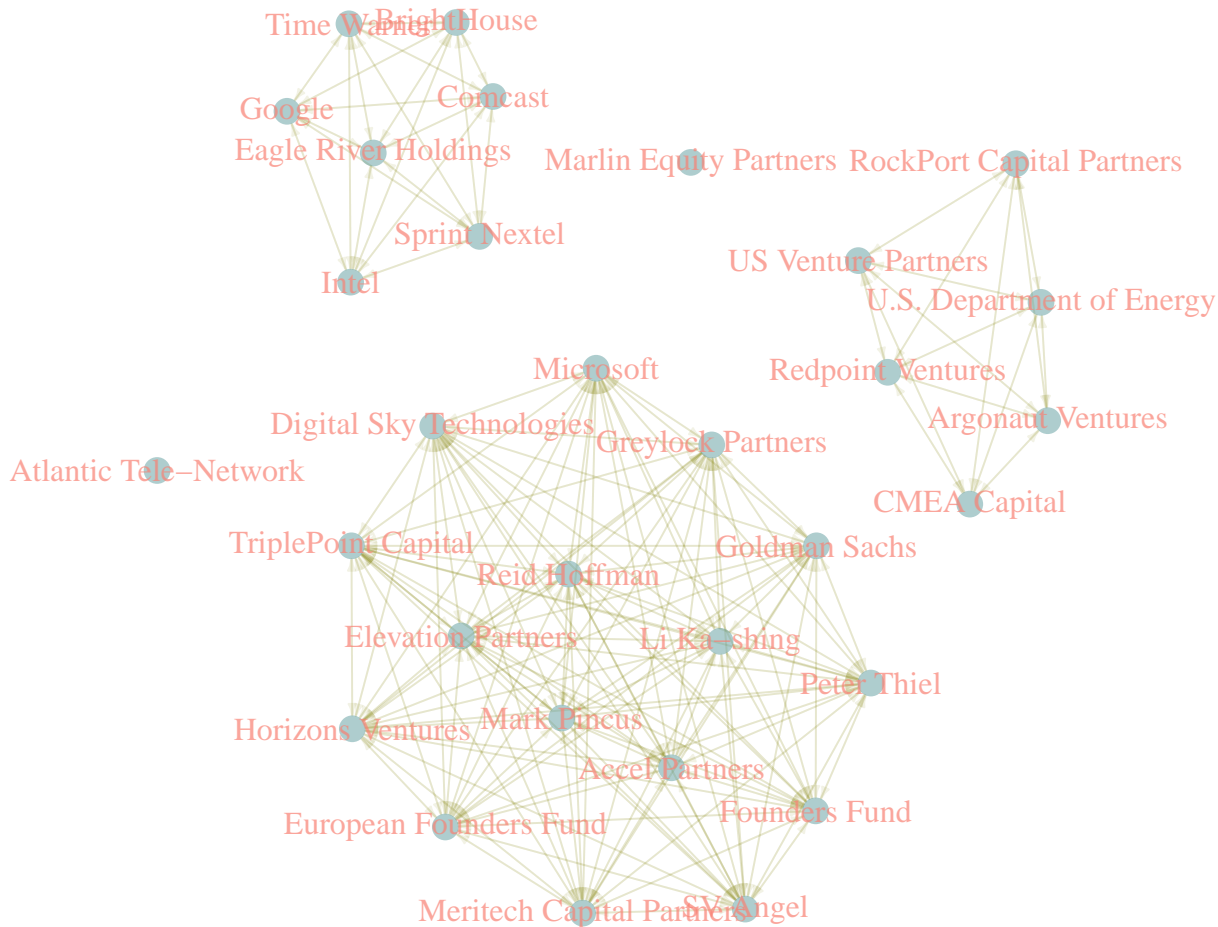 Time Warner
BrightHouse
Comcast
Google
Eagle River Holdings
Marlin Equity Partners
RockPort Capital Partners
Sprint Nextel
US Venture Partners
Intel
U.S. Department of Energy
Microsoft
Redpoint Ventures
Digital Sky Technologies
Argonaut Ventures
Greylock Partners
Atlantic Tele−Network
CMEA Capital
TriplePoint Capital
Goldman Sachs
Reid Hoffman
Elevation Partners
Li Ka−shing
Peter Thiel
Mark Pincus
Horizons Ventures
Accel Partners
Founders Fund
European Founders Fund
SV Angel
Meritech Capital Partners